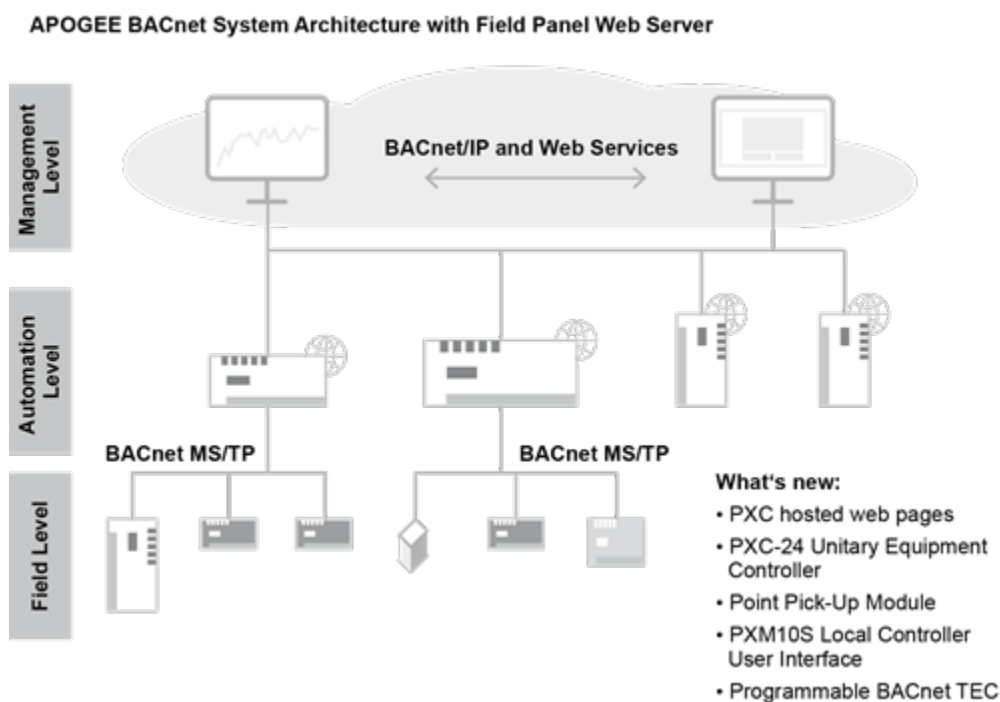 APOGEE BACnet System Architecture with Field Panel Web Server
Management
Level
BACnet/IP and Web Services
Automation
Level
BACnet MS/TP
BACnet MS/TP
Field Level
What's new:
• PXC hosted web pages
• PXC-24 Unitary Equipment
Controller
• Point Pick-Up Module
• PXM10S Local Controller
User Interface
• Programmable BACnet TEC